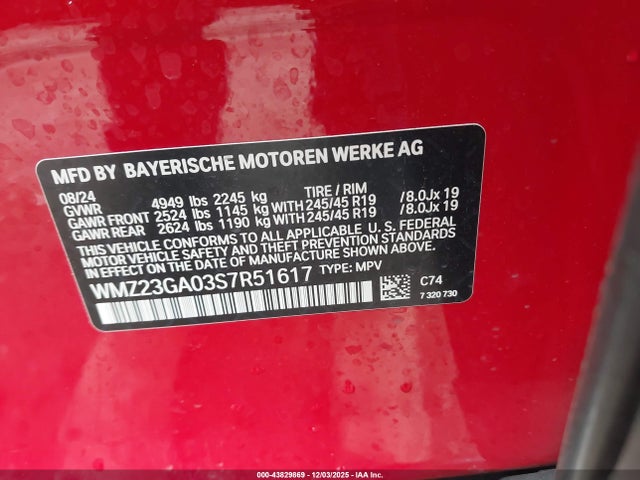 MFD BY BAYERISCHE MOTOREN WERKE AG
08/24 TIRE / RIM
GVWR 4949 lbs 2245 kg
GAWR FRONT 2524 lbs 1145 kg WITH 245/45 R19 /8.0Jx 19
GAWR REAR 2624 lbs 1190 kg WITH 245/45 R19 /8.0Jx 19
THIS VEHICLE CONFORMS TO ALL APPLICABLE U. S. FEDERAL
MOTOR VEHICLE SAFETY, BUMPER, AND THEFT PREVENTION STANDARDS
IN EFFECT ON THE DATE OF MANUFACTURE SHOWN ABOVE.
WMZ23GA03S7R51617 TYPE: MPV
C74
7 320 730
000-43829869 • 12/03/2025 • IAA Inc.